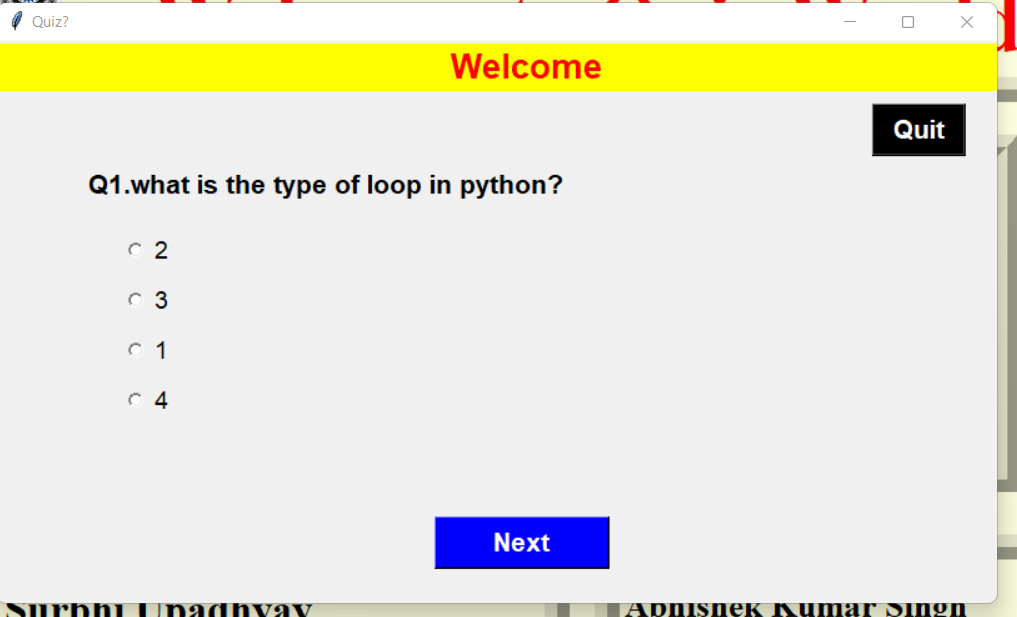 Quiz?
Welcome
Quit
Q1.what is the type of loop in python?
2
3
1
4
Next
Surbhi Upadhyay
Abhishek Kumar Singh